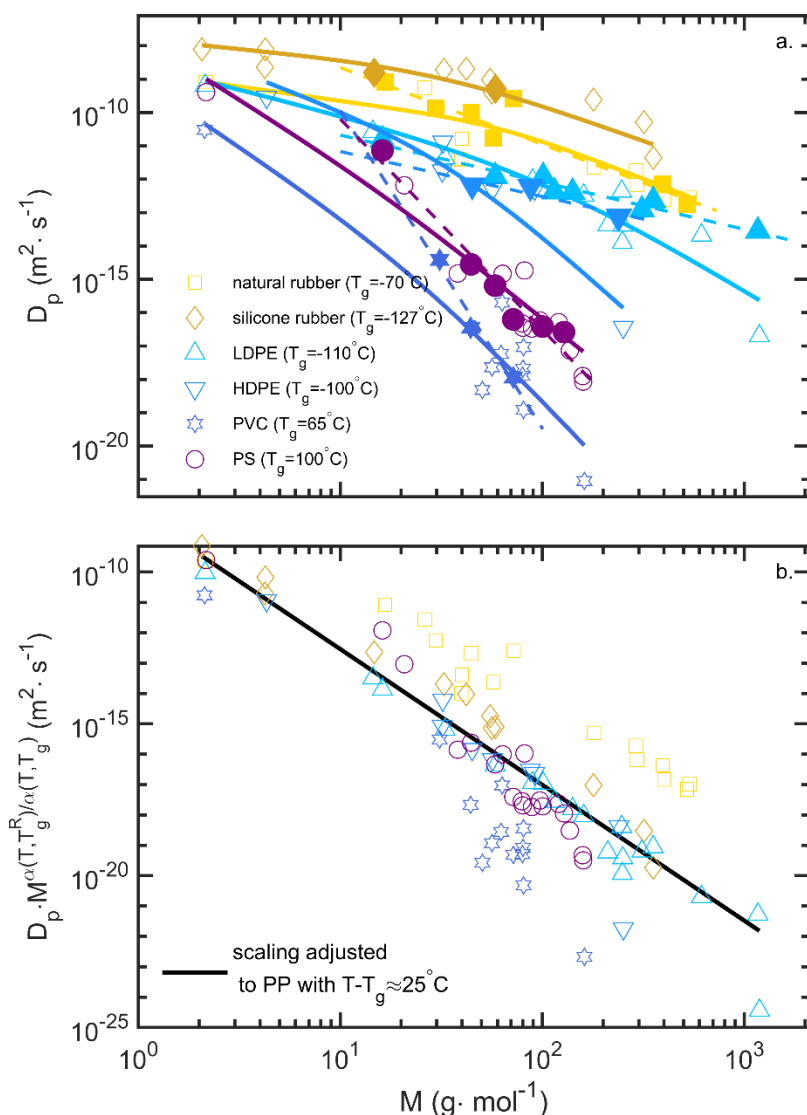 a.
10^-10
10^-15
10^-20
D_p (m^2· s^-1)
natural rubber (T_g=-70°C)
silicone rubber (T_g=-127°C)
LDPE (T_g=-110°C)
HDPE (T_g=-100°C)
PVC (T_g=65°C)
PS (T_g=100°C)
b.
10^-10
10^-15
10^-20
10^-25
D_p·M^α(T,T_g^R)/α(T,T_g) (m^2· s^-1)
scaling adjusted
to PP with T-T_g≈25°C
10^0 10^1 10^2 10^3
M (g· mol^-1)